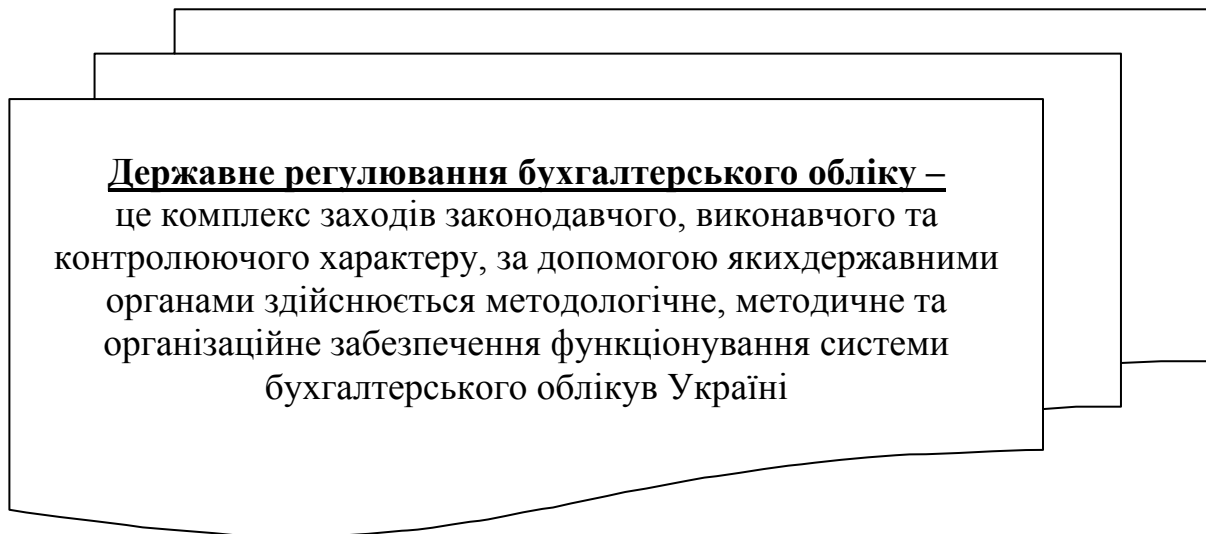 Державне регулювання бухгалтерського обліку –
це комплекс заходів законодавчого, виконавчого та
контролюючого характеру, за допомогою якихдержавними
органами здійснюється методологічне, методичне та
організаційне забезпечення функціонування системи
бухгалтерського облікув Україні